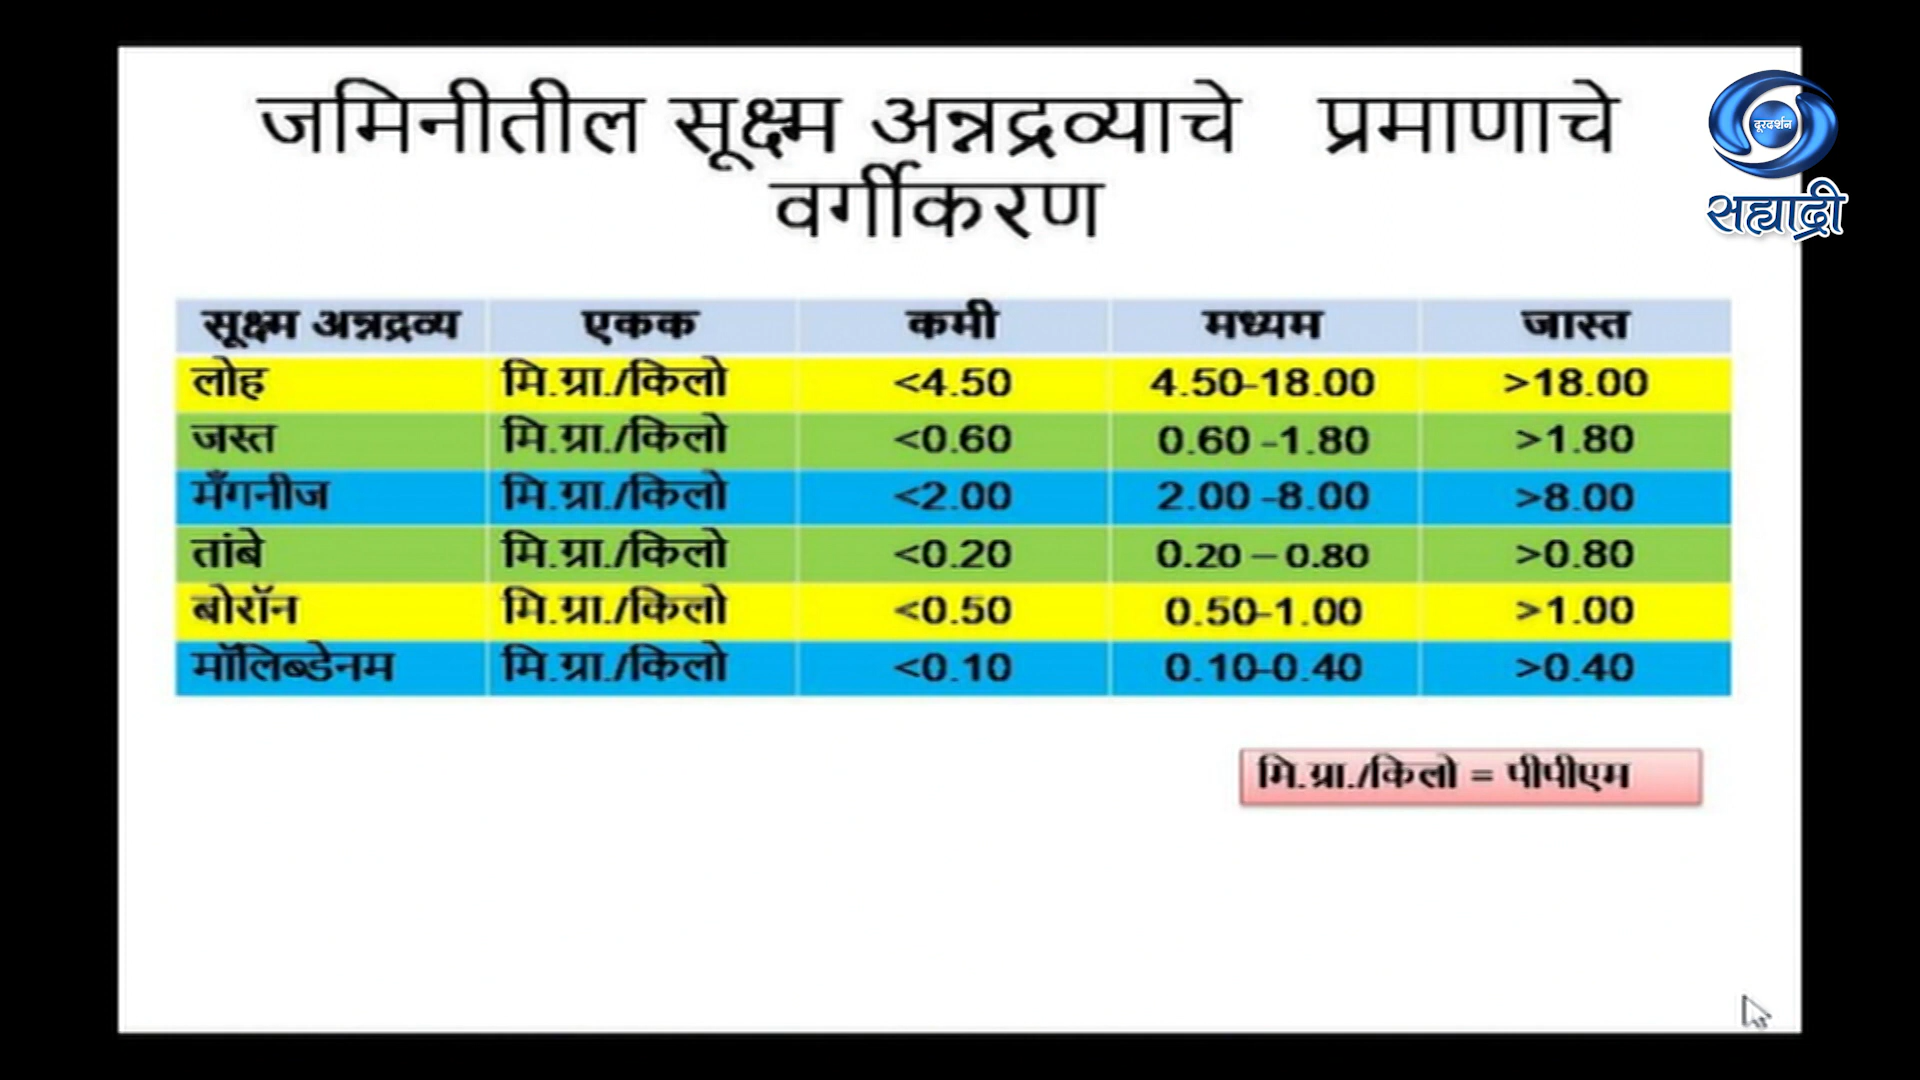 जमिनीतील सूक्ष्म अन्नद्रव्याचे प्रमाणाचे
वर्गीकरण
दूरदर्शन
सह्याद्री
सूक्ष्म अन्नद्रव्य एकक कमी मध्यम जास्त
लोह मि.ग्रा./किलो <4.50 4.50-18.00 >18.00
जस्त मि.ग्रा./किलो <0.60 0.60 -1.80 >1.80
मँगनीज मि.ग्रा./किलो <2.00 2.00 -8.00 >8.00
तांबे मि.ग्रा./किलो <0.20 0.20 – 0.80 >0.80
बोरॉन मि.ग्रा./किलो <0.50 0.50-1.00 >1.00
मॉलिब्डेनम मि.ग्रा./किलो <0.10 0.10-0.40 >0.40
मि.ग्रा./किलो = पीपीएम